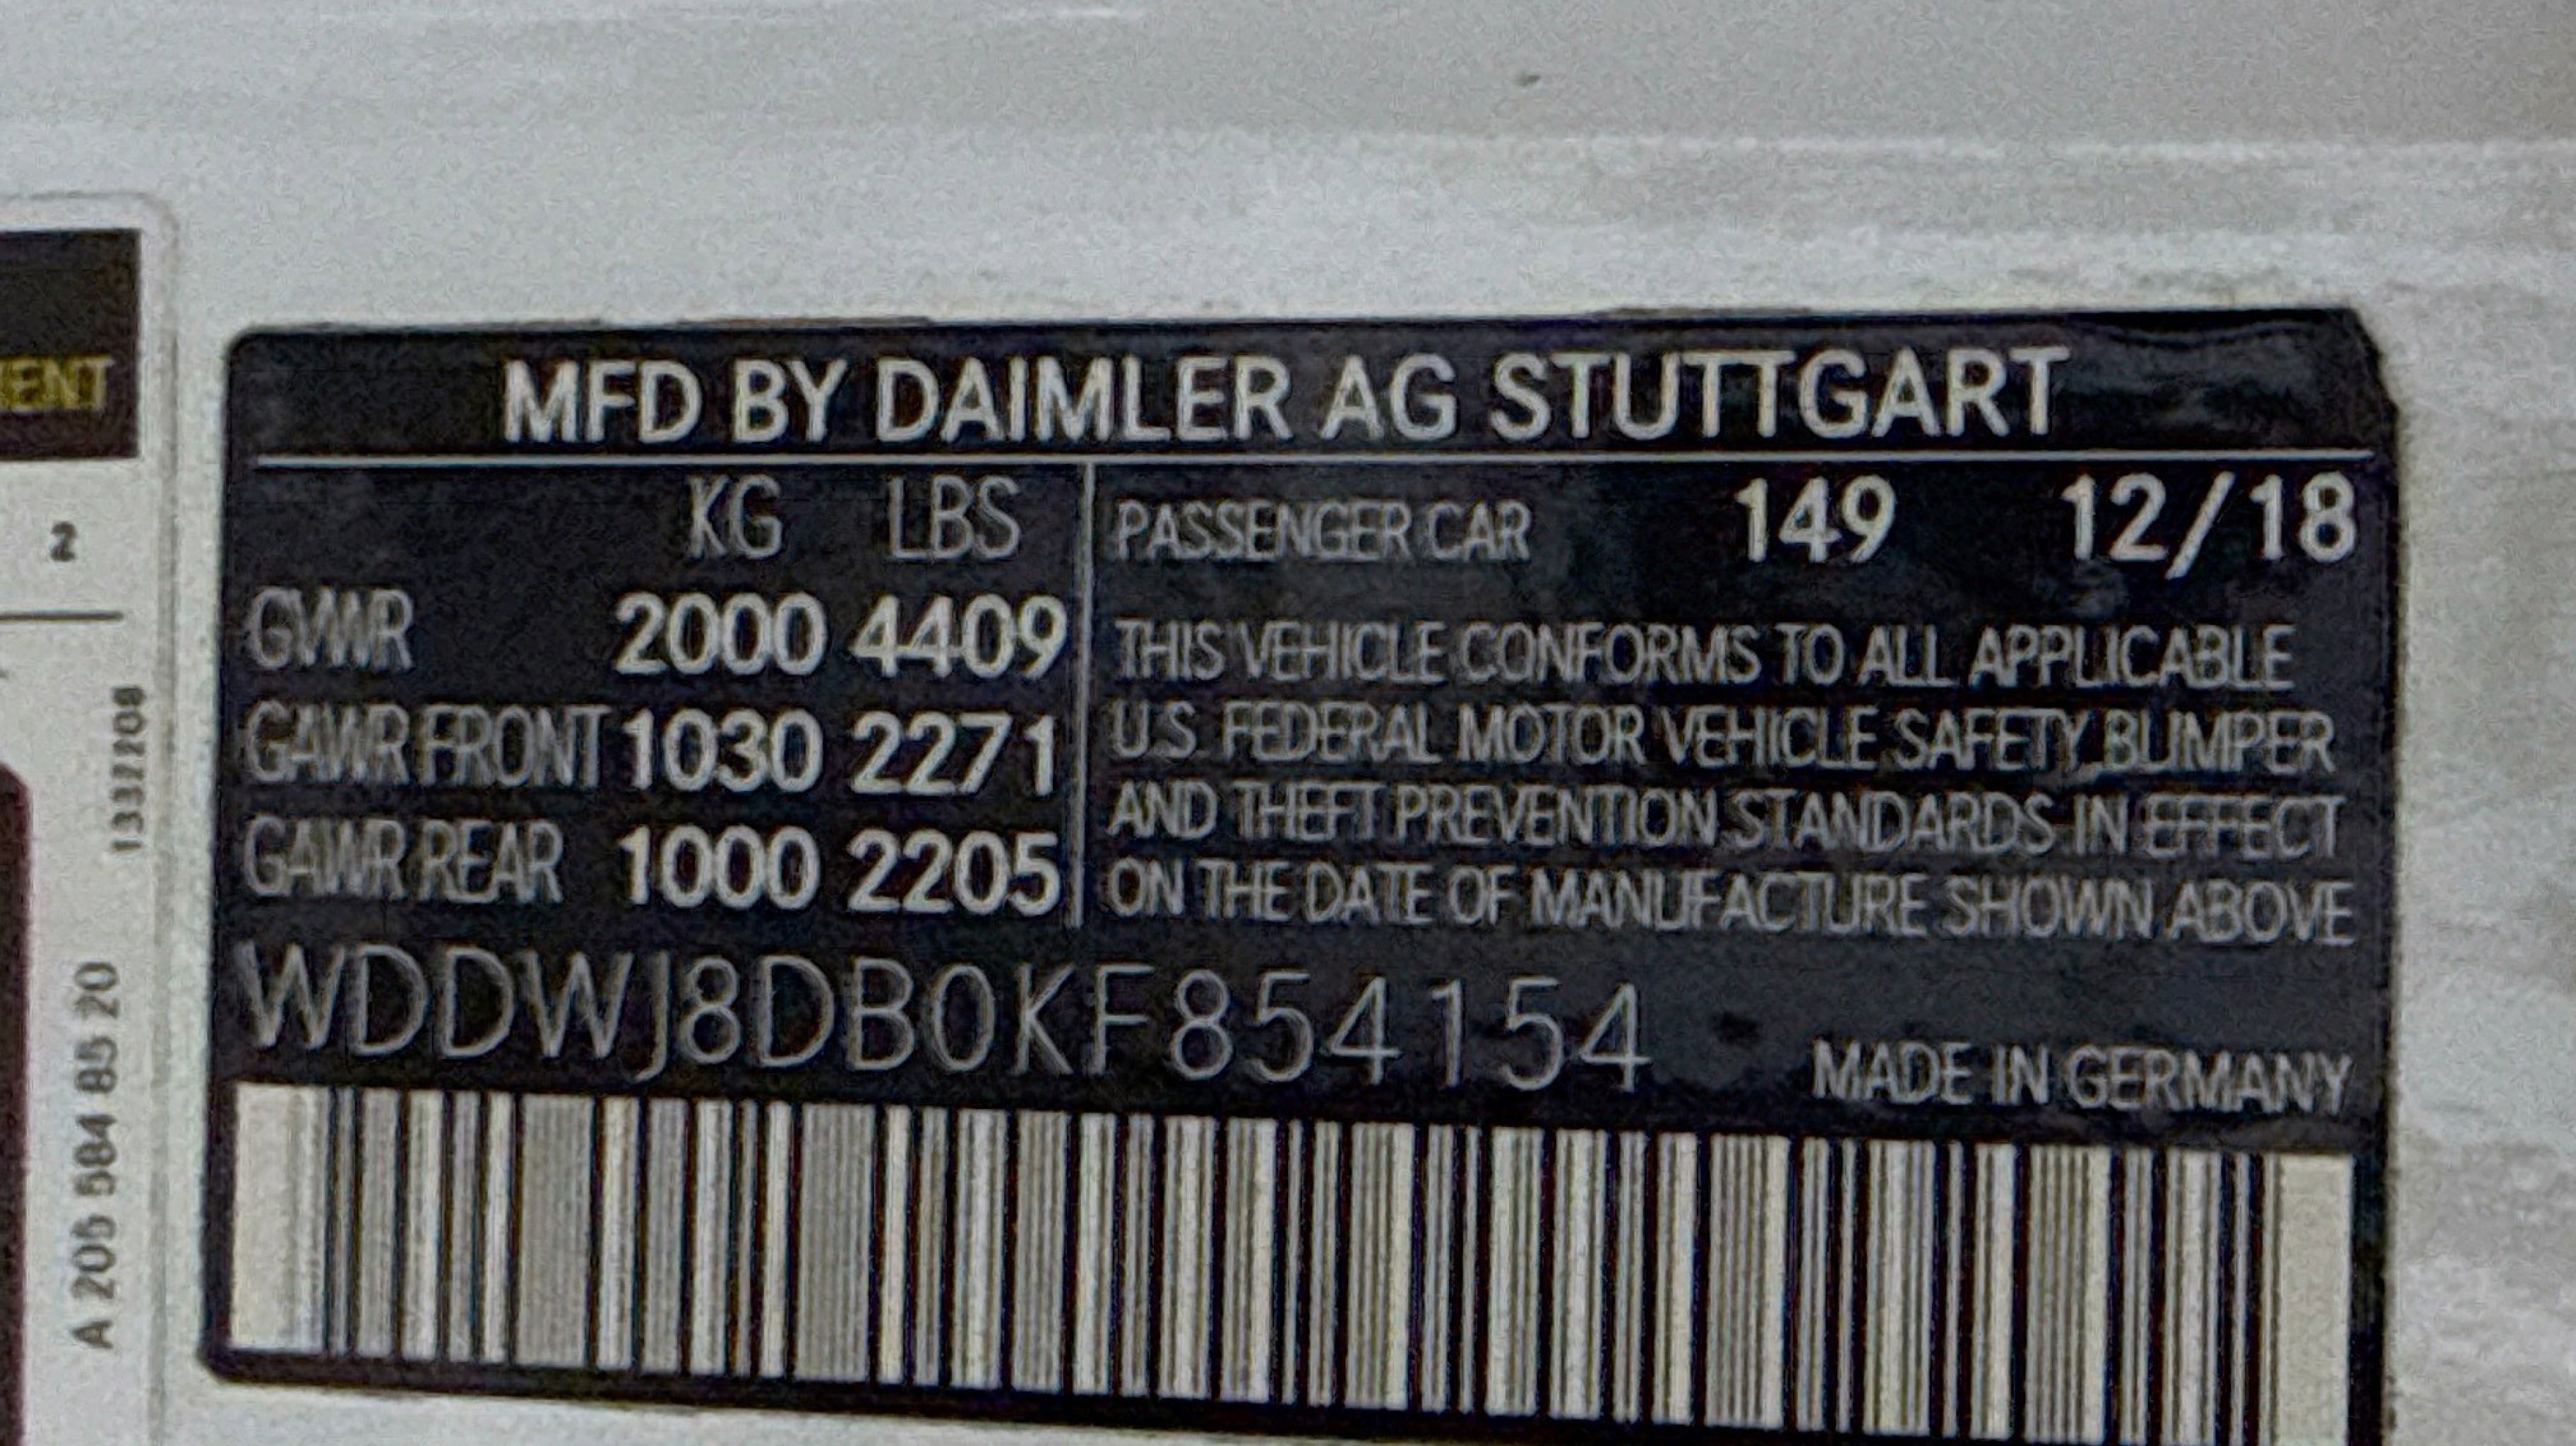 MFD BY DAIMLER AG STUTTGART
KG LBS
GVWR 2000 4409
GAWR FRONT 1030 2271
GAWR REAR 1000 2205
PASSENGER CAR 149 12/18
THIS VEHICLE CONFORMS TO ALL APPLICABLE
U.S. FEDERAL MOTOR VEHICLE SAFETY, BUMPER
AND THEFT PREVENTION STANDARDS IN EFFECT
ON THE DATE OF MANUFACTURE SHOWN ABOVE
WDDWJ8DB0KF854154
MADE IN GERMANY
2
A 205 584 85 20